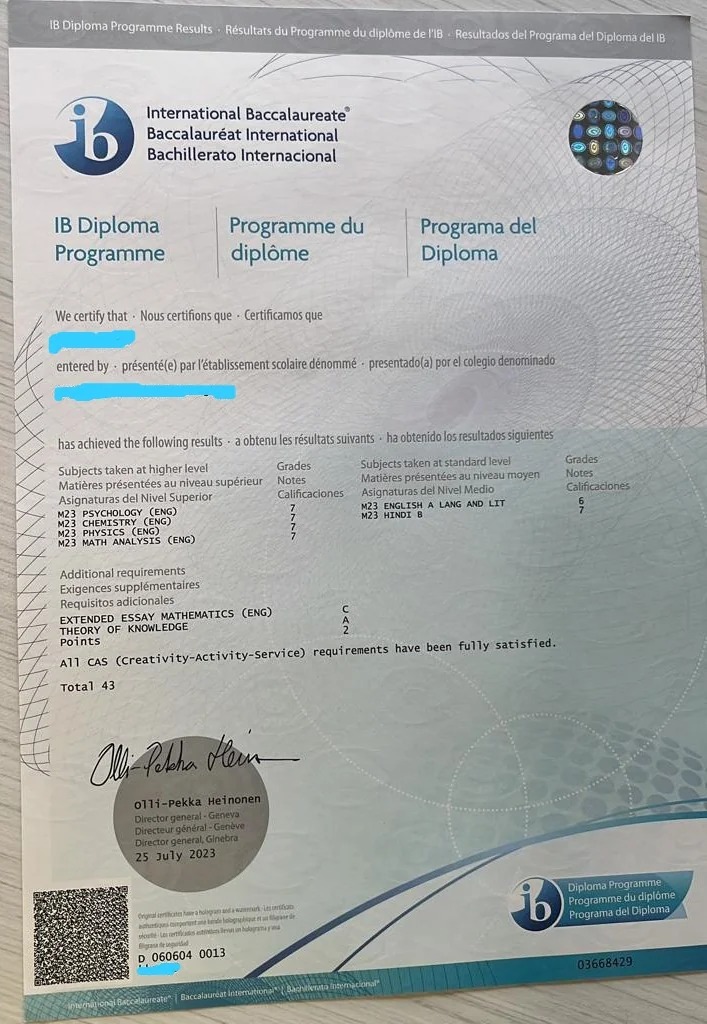 IB Diploma Programme Results · Résultats du Programme du diplôme de l'IB · Resultados del Programa del Diploma del IB
ib
International Baccalaureate®
Baccalauréat International
Bachillerato Internacional
IB Diploma Programme
Programme du diplôme
Programa del Diploma
We certify that · Nous certifions que · Certificamos que
entered by · présenté(e) par l'établissement scolaire dénommé · presentado(a) por el colegio denominado
has achieved the following results · a obtenu les résultats suivants · ha obtenido los resultados siguientes
Subjects taken at higher level Grades
Matières présentées au niveau supérieur Notes
Asignaturas del Nivel Superior Calificaciones
M23 PSYCHOLOGY (ENG) 7
M23 CHEMISTRY (ENG) 7
M23 PHYSICS (ENG) 7
M23 MATH ANALYSIS (ENG) 7
Subjects taken at standard level Grades
Matières présentées au niveau moyen Notes
Asignaturas del Nivel Medio Calificaciones
M23 ENGLISH A LANG AND LIT 6
M23 HINDI B 7
Additional requirements
Exigences supplémentaires
Requisitos adicionales
EXTENDED ESSAY MATHEMATICS (ENG) C
THEORY OF KNOWLEDGE A
Points 2
All CAS (Creativity-Activity-Service) requirements have been fully satisfied.
Total 43
Olli-Pekka Heinonen
Director general - Geneva
Directeur général - Genève
Director general, Ginebra
25 July 2023
Original certificates have a hologram and a watermark - Les certificats
authentiques comportent une bande holographique et un filigrane de
sécurité - Los certificados auténticos llevan un holograma y una
filigrana de seguridad
D 060604 0013
ib
Diploma Programme
Programme du diplôme
Programa del Diploma
03668429
International Baccalaureate® | Baccalauréat International® | Bachillerato Internacional®